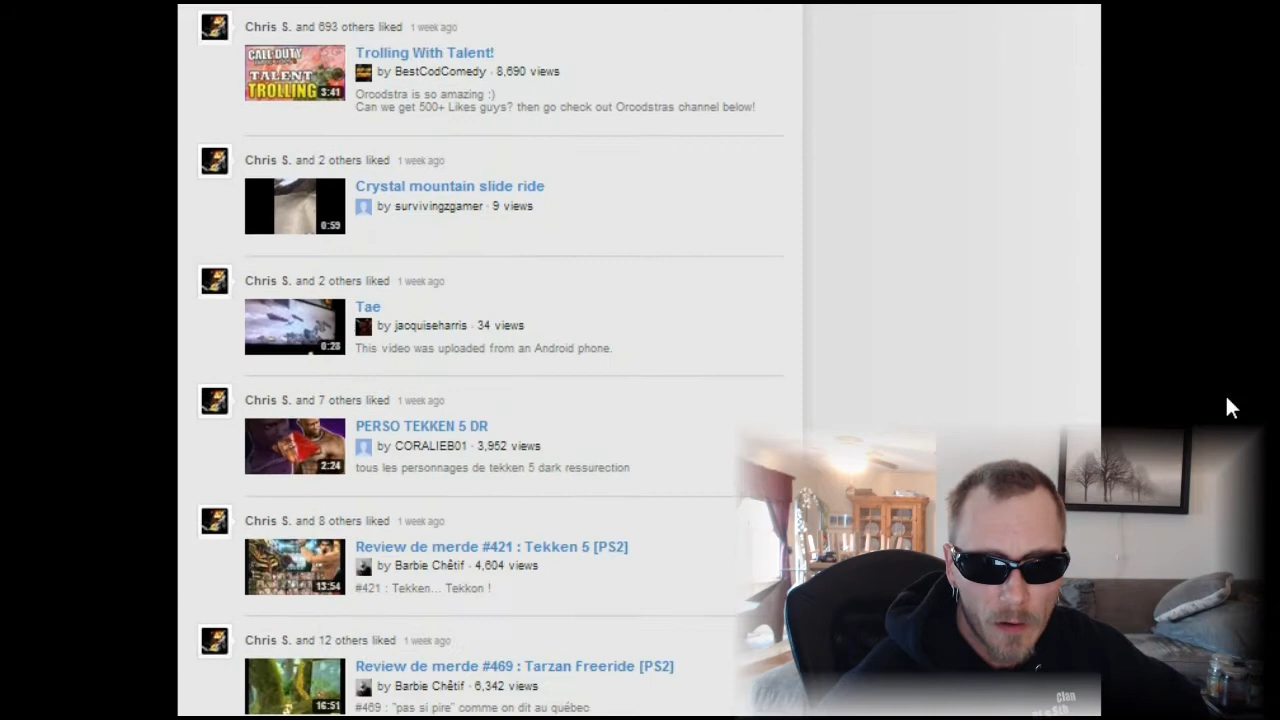 Chris S. and 693 others liked 1 week ago
CALL OF DUTY
TALENT
TROLLING
3:41
Trolling With Talent!
by BestCodComedy · 8,690 views
Oroodstra is so amazing :)
Can we get 500+ Likes guys? then go check out Oroodstras channel below!
Chris S. and 2 others liked 1 week ago
0:59
Crystal mountain slide ride
by survivingzgamer · 9 views
Chris S. and 2 others liked 1 week ago
0:28
Tae
by jacquiseharris · 34 views
This video was uploaded from an Android phone.
Chris S. and 7 others liked 1 week ago
2:24
PERSO TEKKEN 5 DR
by CORALIEB01 · 3,952 views
tous les personnages de tekken 5 dark ressurection
Chris S. and 8 others liked 1 week ago
13:54
Review de merde #421 : Tekken 5 [PS2]
by Barbie Chêtif · 4,604 views
#421 : Tekken... Tekkon !
Chris S. and 12 others liked 1 week ago
16:51
Review de merde #469 : Tarzan Freeride [PS2]
by Barbie Chêtif · 6,342 views
#469 : "pas si pire" comme on dit au québec
Clan